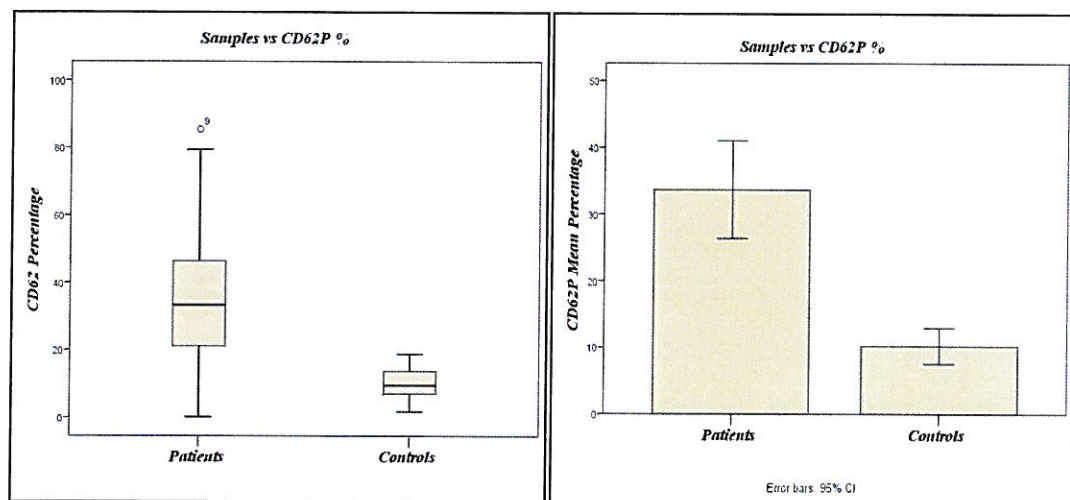 Samples vs CD62P %
CD62 Percentage
100
80
60
40
20
0
9
Patients
Controls
Samples vs CD62P %
CD62P Mean Percentage
50
40
30
20
10
0
Patients
Controls
Error bars 95% CI